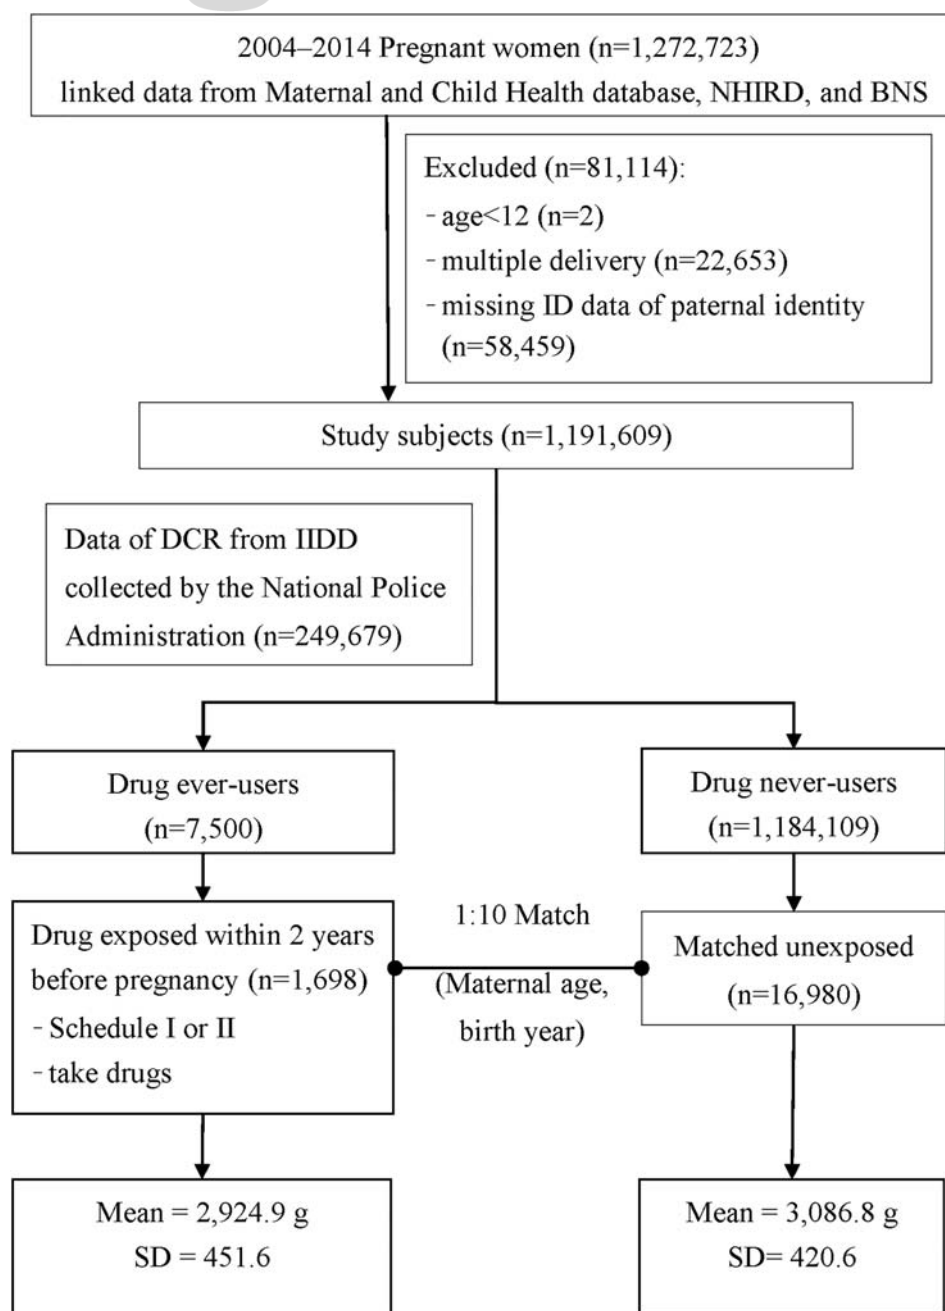 2004–2014 Pregnant women (n=1,272,723)
linked data from Maternal and Child Health database, NHIRD, and BNS
Excluded (n=81,114):
- age<12 (n=2)
- multiple delivery (n=22,653)
- missing ID data of paternal identity
(n=58,459)
Study subjects (n=1,191,609)
Data of DCR from IIDD
collected by the National Police
Administration (n=249,679)
Drug ever-users
(n=7,500)
Drug never-users
(n=1,184,109)
Drug exposed within 2 years
before pregnancy (n=1,698)
- Schedule I or II
- take drugs
1:10 Match
(Maternal age,
birth year)
Matched unexposed
(n=16,980)
Mean = 2,924.9 g
SD = 451.6
Mean = 3,086.8 g
SD= 420.6